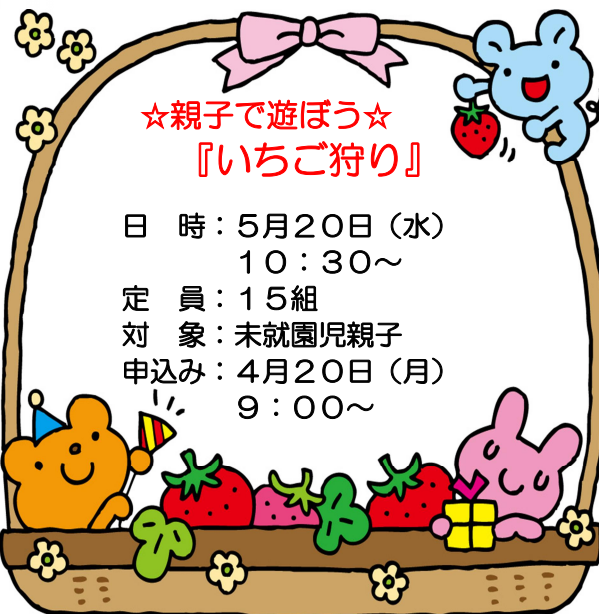 ☆親子で遊ぼう☆
『いちご狩り』
日　時：５月２０日（水）
１０：３０～
定　員：１５組
対　象：未就園児親子
申込み：４月２０日（月）
９：００～